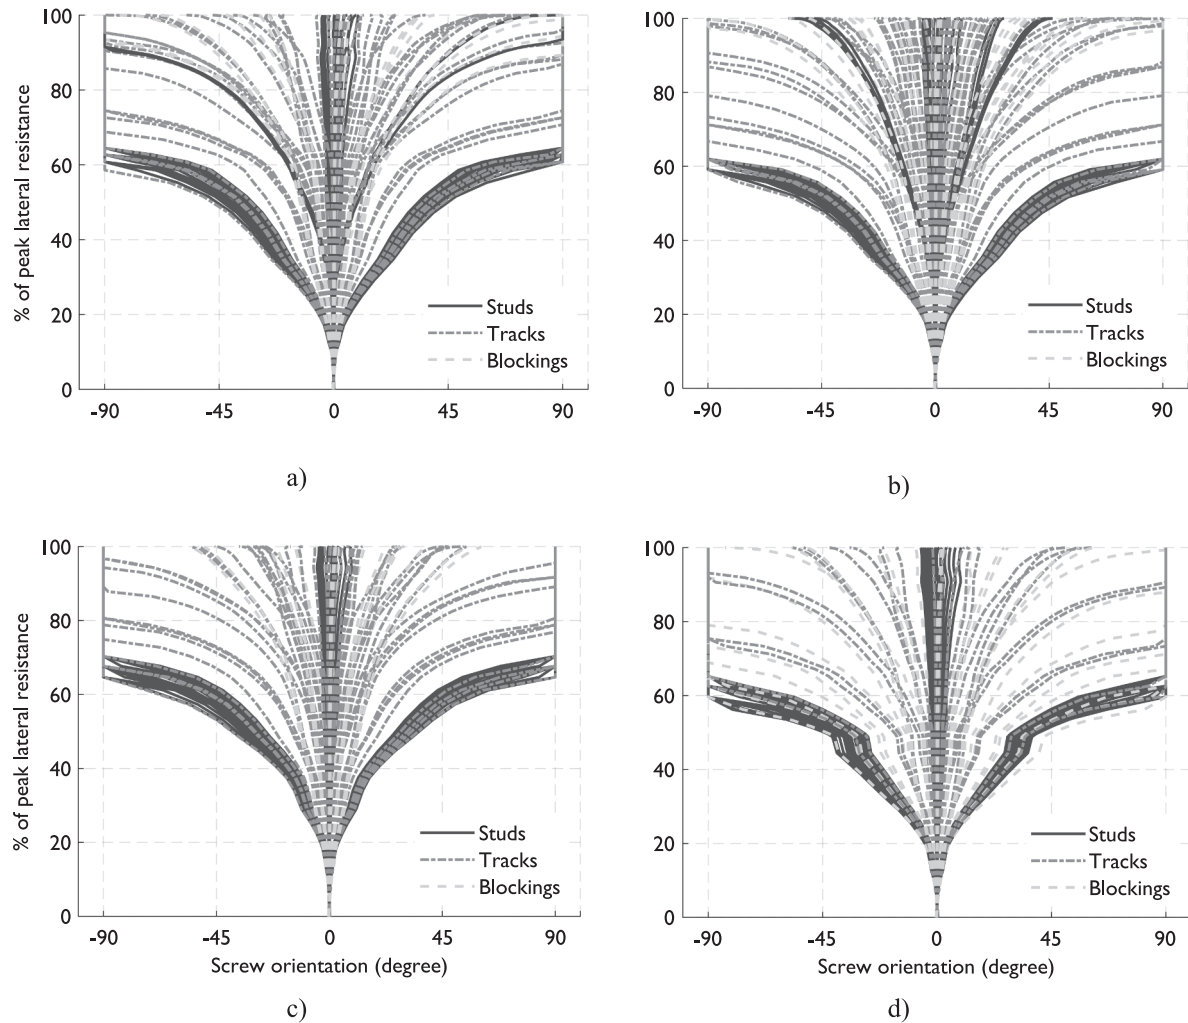 % of peak lateral resistance
100
80
60
40
20
0
-90 -45 0 45 90
Studs
Tracks
Blockings
a)
100
80
60
40
20
0
-90 -45 0 45 90
Studs
Tracks
Blockings
b)
% of peak lateral resistance
100
80
60
40
20
0
-90 -45 0 45 90
Studs
Tracks
Blockings
Screw orientation (degree)
c)
100
80
60
40
20
0
-90 -45 0 45 90
Studs
Tracks
Blockings
Screw orientation (degree)
d)